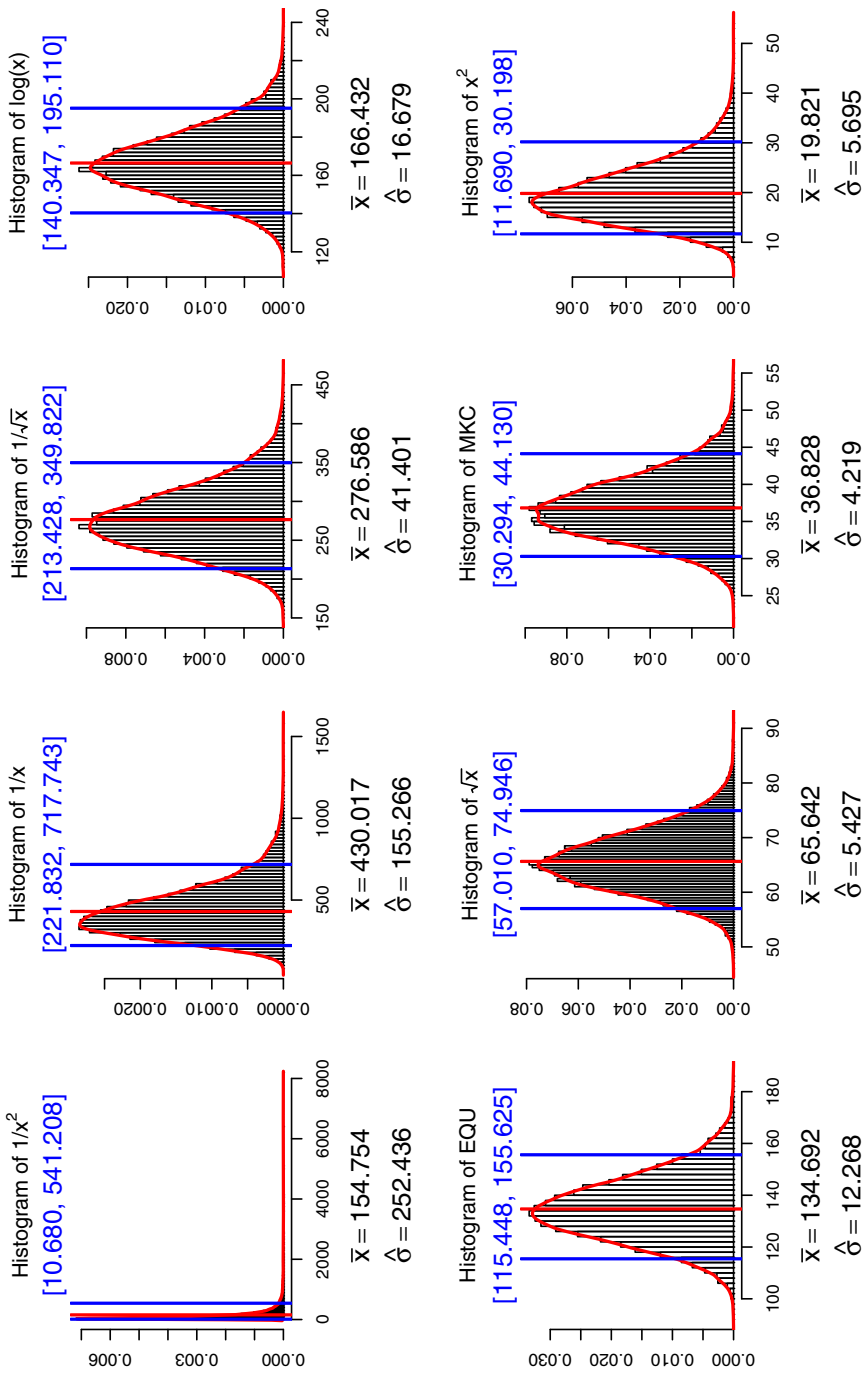 Histogram of 1/x²
[10.680, 541.208]
0.000 0.003 0.006
0 2000 4000 6000 8000
x̅ = 154.754
σ̂ = 252.436
Histogram of 1/x
[221.832, 717.743]
0.0000 0.0010 0.0020
500 1000 1500
x̅ = 430.017
σ̂ = 155.266
Histogram of 1/√x
[213.428, 349.822]
0.000 0.004 0.008
150 250 350 450
x̅ = 276.586
σ̂ = 41.401
Histogram of log(x)
[140.347, 195.110]
0.000 0.010 0.020
120 160 200 240
x̅ = 166.432
σ̂ = 16.679
Histogram of EQU
[115.448, 155.625]
0.000 0.010 0.020 0.030
100 120 140 160 180
x̅ = 134.692
σ̂ = 12.268
Histogram of √x
[57.010, 74.946]
0.00 0.02 0.04 0.06 0.08
50 60 70 80 90
x̅ = 65.642
σ̂ = 5.427
Histogram of MKC
[30.294, 44.130]
0.00 0.04 0.08
25 30 35 40 45 50 55
x̅ = 36.828
σ̂ = 4.219
Histogram of x²
[11.690, 30.198]
0.00 0.02 0.04 0.06
10 20 30 40 50
x̅ = 19.821
σ̂ = 5.695